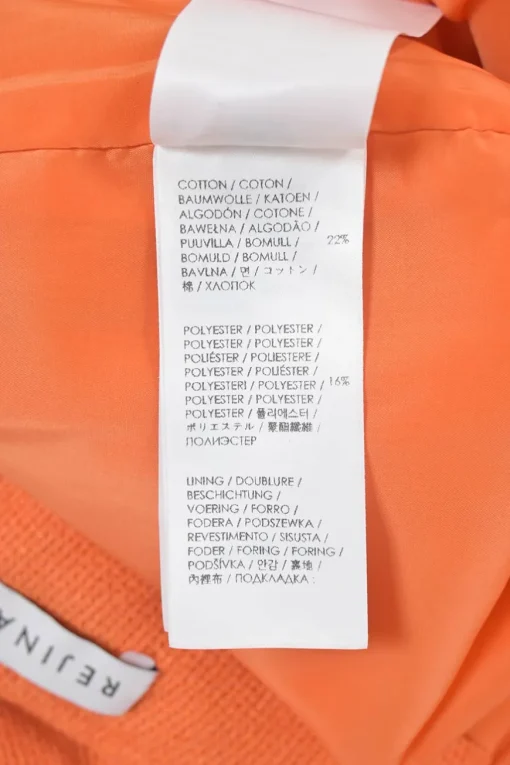 COTTON / COTON /
BAUMWOLLE / KATOEN /
ALGODÓN / COTONE /
BAWEŁNA / ALGODÃO /
PUUVILLA / BOMULL / 22%
BOMULD / BOMULL /
BAVLNA / 면 / コットン /
棉 / ХЛОПОК
POLYESTER / POLYESTER /
POLYESTER / POLYESTER /
POLIÉSTER / POLIESTERE /
POLYESTER / POLIÉSTER /
POLYESTERI / POLYESTER / 16%
POLYESTER / POLYESTER /
POLYESTER / 폴리에스터 /
ポリエステル / 聚酯纖維 /
ПОЛИЭСТЕР
LINING / DOUBLURE /
BESCHICHTUNG /
VOERING / FORRO /
FODERA / PODSZEWKA /
REVESTIMENTO / SISUSTA /
FODER / FORING / FORING /
PODŠÍVKA / 안감 / 裏地 /
內裡布 / ПОДКЛАДКА :
REJINA